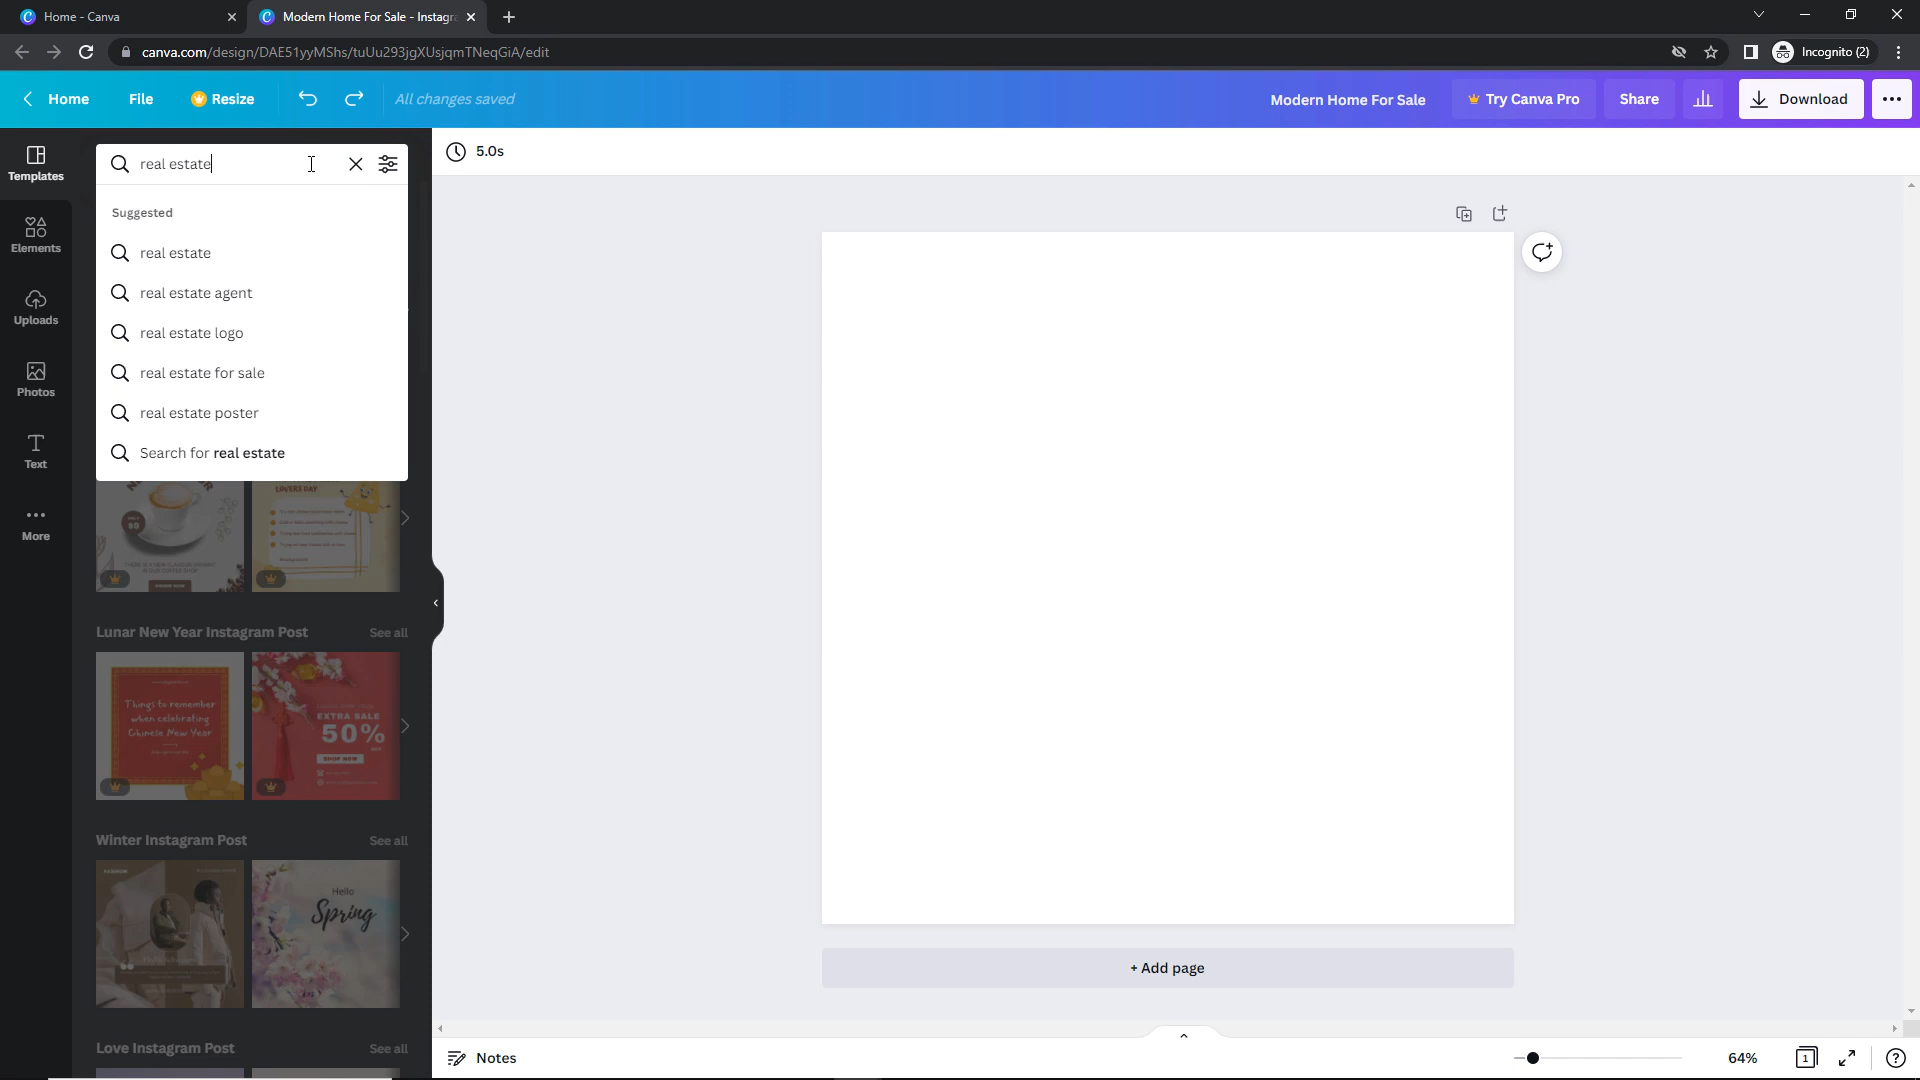 Home - Canva
Modern Home For Sale - Instagr
canva.com/design/DAE51yyMShs/tuUu293jgXUsjqmTNeqGiA/edit
Incognito (2)
Home
File
Resize
All changes saved
Modern Home For Sale
Try Canva Pro
Share
Download
Templates
Elements
Uploads
Photos
Text
More
real estate
Suggested
real estate
real estate agent
real estate logo
real estate for sale
real estate poster
Search for real estate
5.0s
LOVERS DAY
Lunar New Year Instagram Post
See all
Things to remember
when celebrating
Chinese New Year
EXTRA SALE
50%
SHOP NOW
Winter Instagram Post
See all
FASHION
Hello
Spring
Love Instagram Post
See all
+ Add page
Notes
64%
1